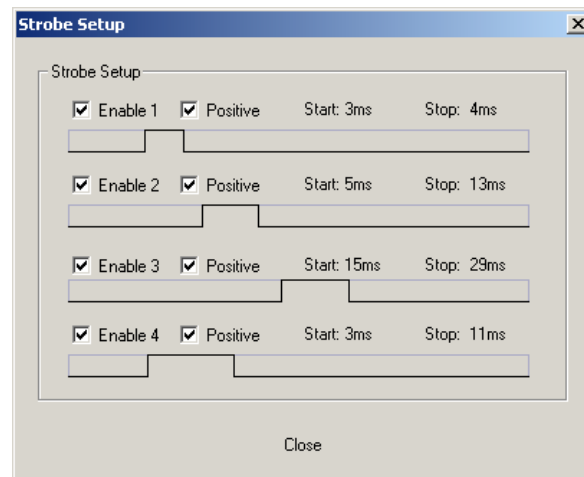 Strobe Setup
Strobe Setup
Enable 1 Positive Start: 3ms Stop: 4ms
Enable 2 Positive Start: 5ms Stop: 13ms
Enable 3 Positive Start: 15ms Stop: 29ms
Enable 4 Positive Start: 3ms Stop: 11ms
Close